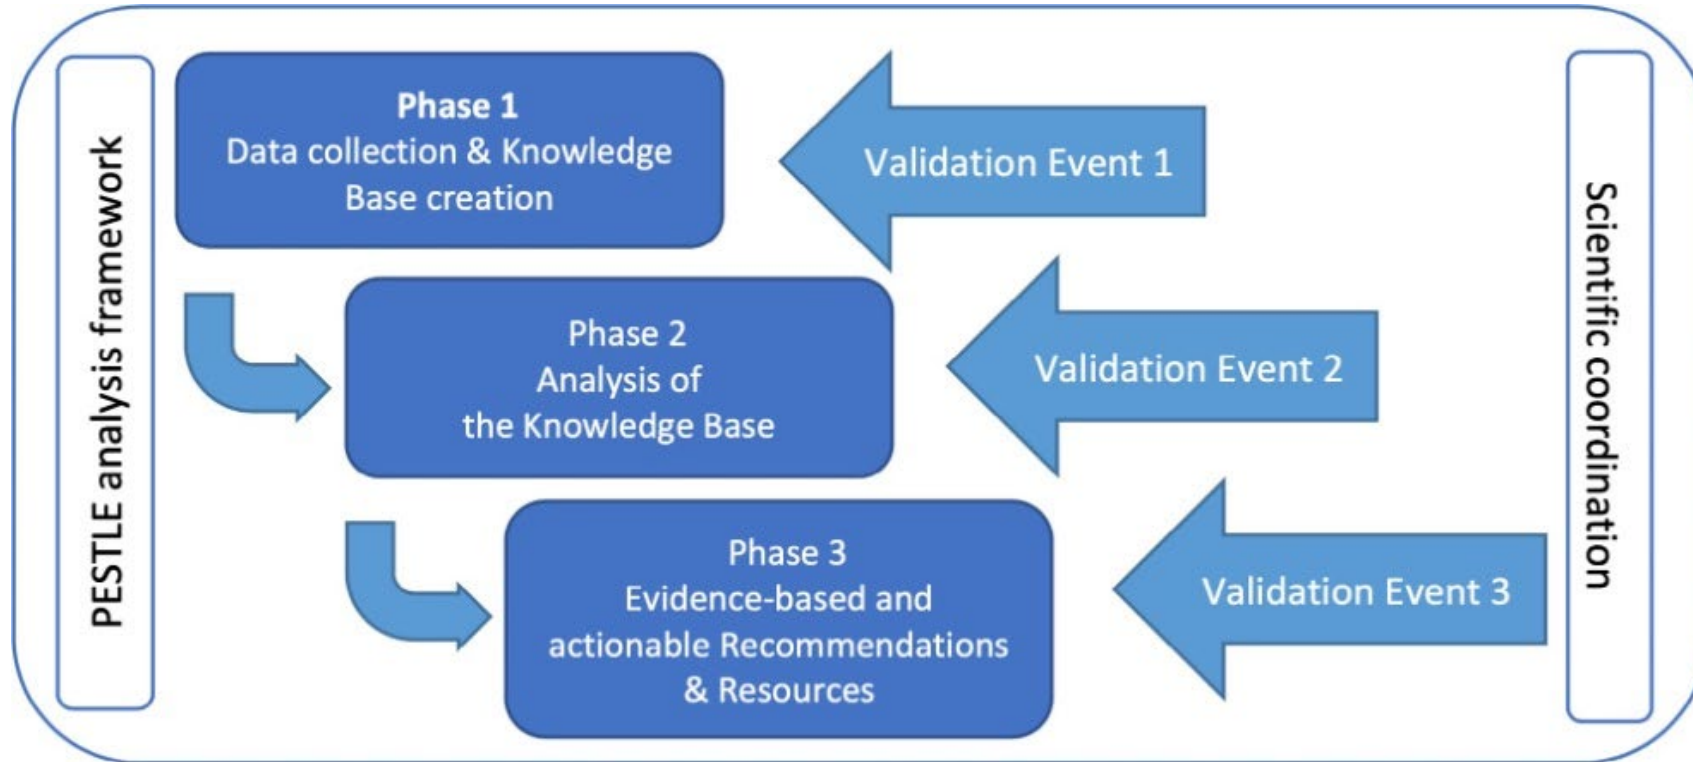 PESTLE analysis framework
Phase 1
Data collection & Knowledge
Base creation
Validation Event 1
Phase 2
Analysis of
the Knowledge Base
Validation Event 2
Phase 3
Evidence-based and
actionable Recommendations
& Resources
Validation Event 3
Scientific coordination